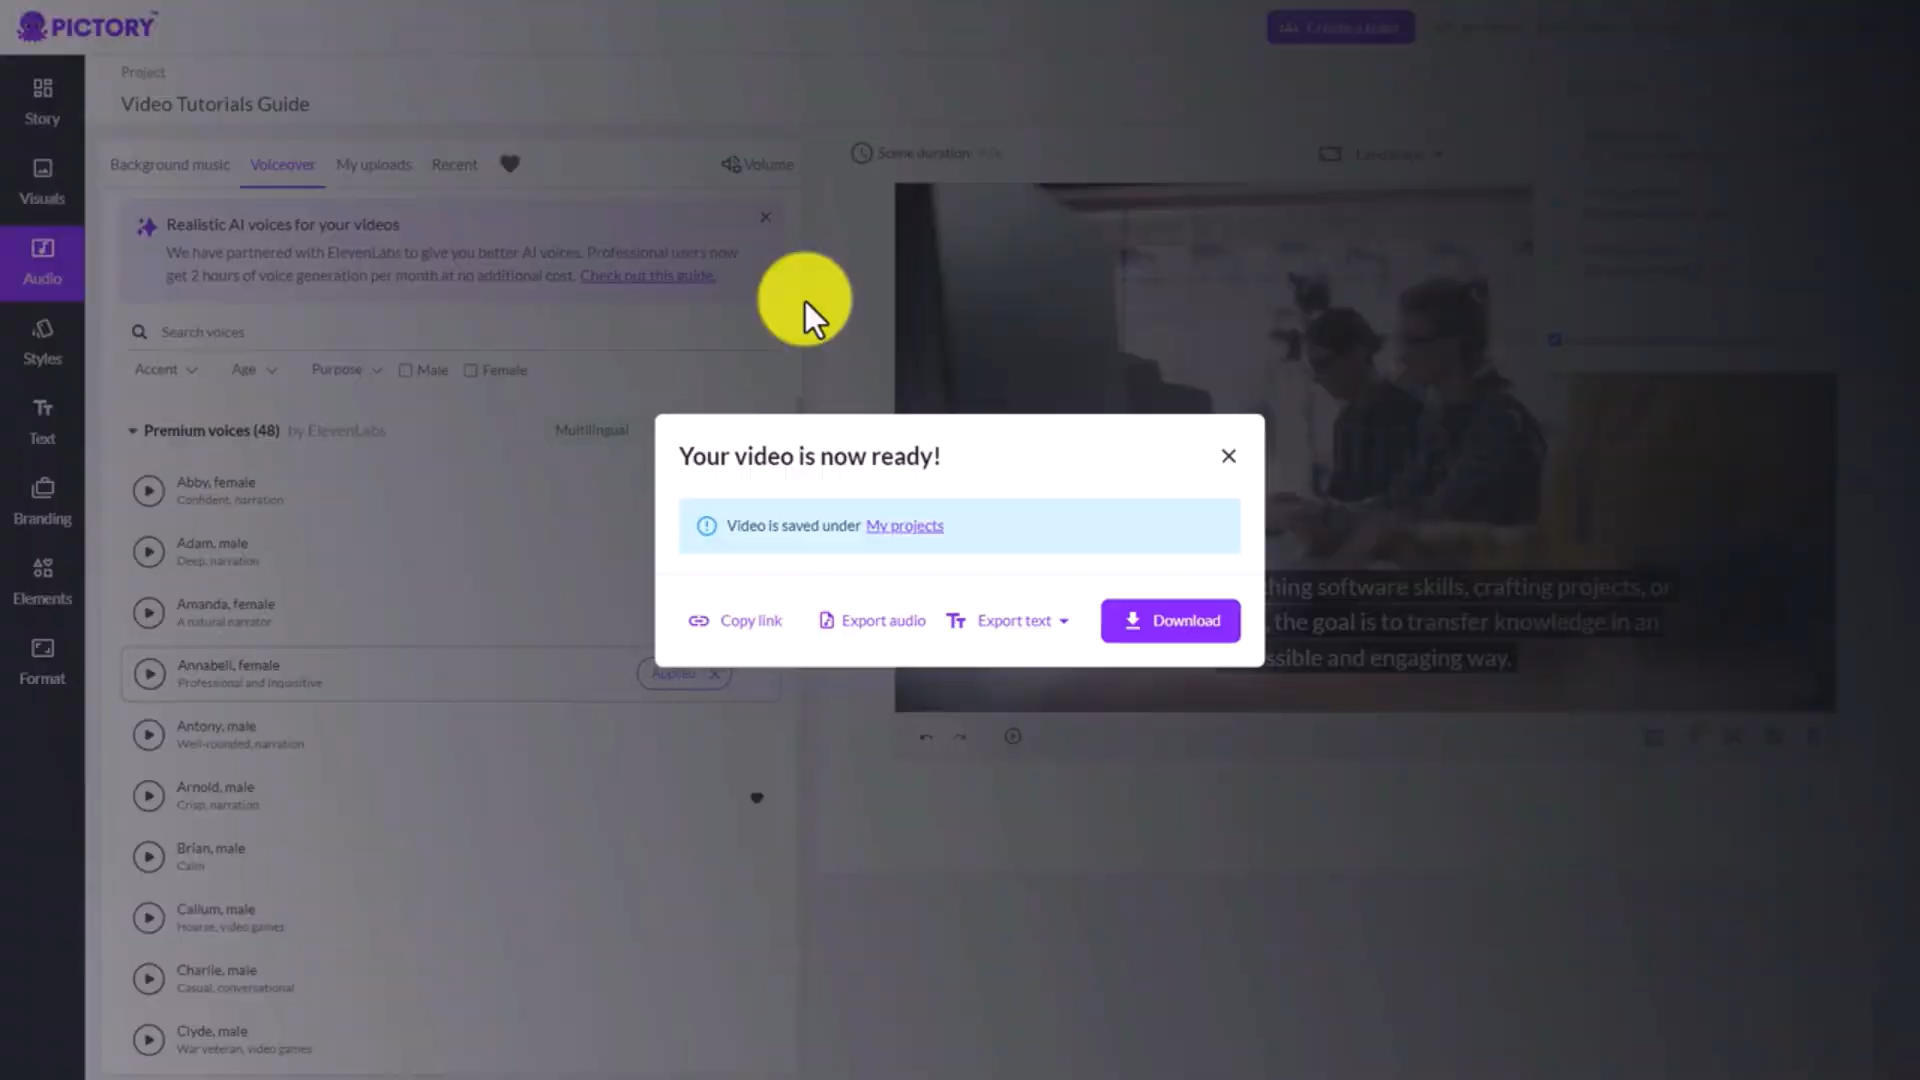 PICTORY
Create a team
Project
Video Tutorials Guide
Story
Visuals
Audio
Styles
Text
Branding
Elements
Format
Background music
Voiceover
My uploads
Recent
Volume
Realistic AI voices for your videos
We have partnered with ElevenLabs to give you better AI voices. Professional users now
get 2 hours of voice generation per month at no additional cost. Check out this guide.
Search voices
Accent
Age
Purpose
Male
Female
Premium voices (48) by ElevenLabs
Multilingual
Abby, female
Confident, narration
Adam, male
Deep, narration
Amanda, female
A natural narrator
Annabell, female
Professional and inquisitive
Applied
Antony, male
Well-rounded, narration
Arnold, male
Crisp, narration
Brian, male
Calm
Callum, male
Hoarse, video games
Charlie, male
Casual, conversational
Clyde, male
War veteran, video games
Scene duration
Landscape
Your video is now ready!
Video is saved under My projects
Copy link
Export audio
Export text
Download
hing software skills, crafting projects, or
, the goal is to transfer knowledge in an
ssible and engaging way.